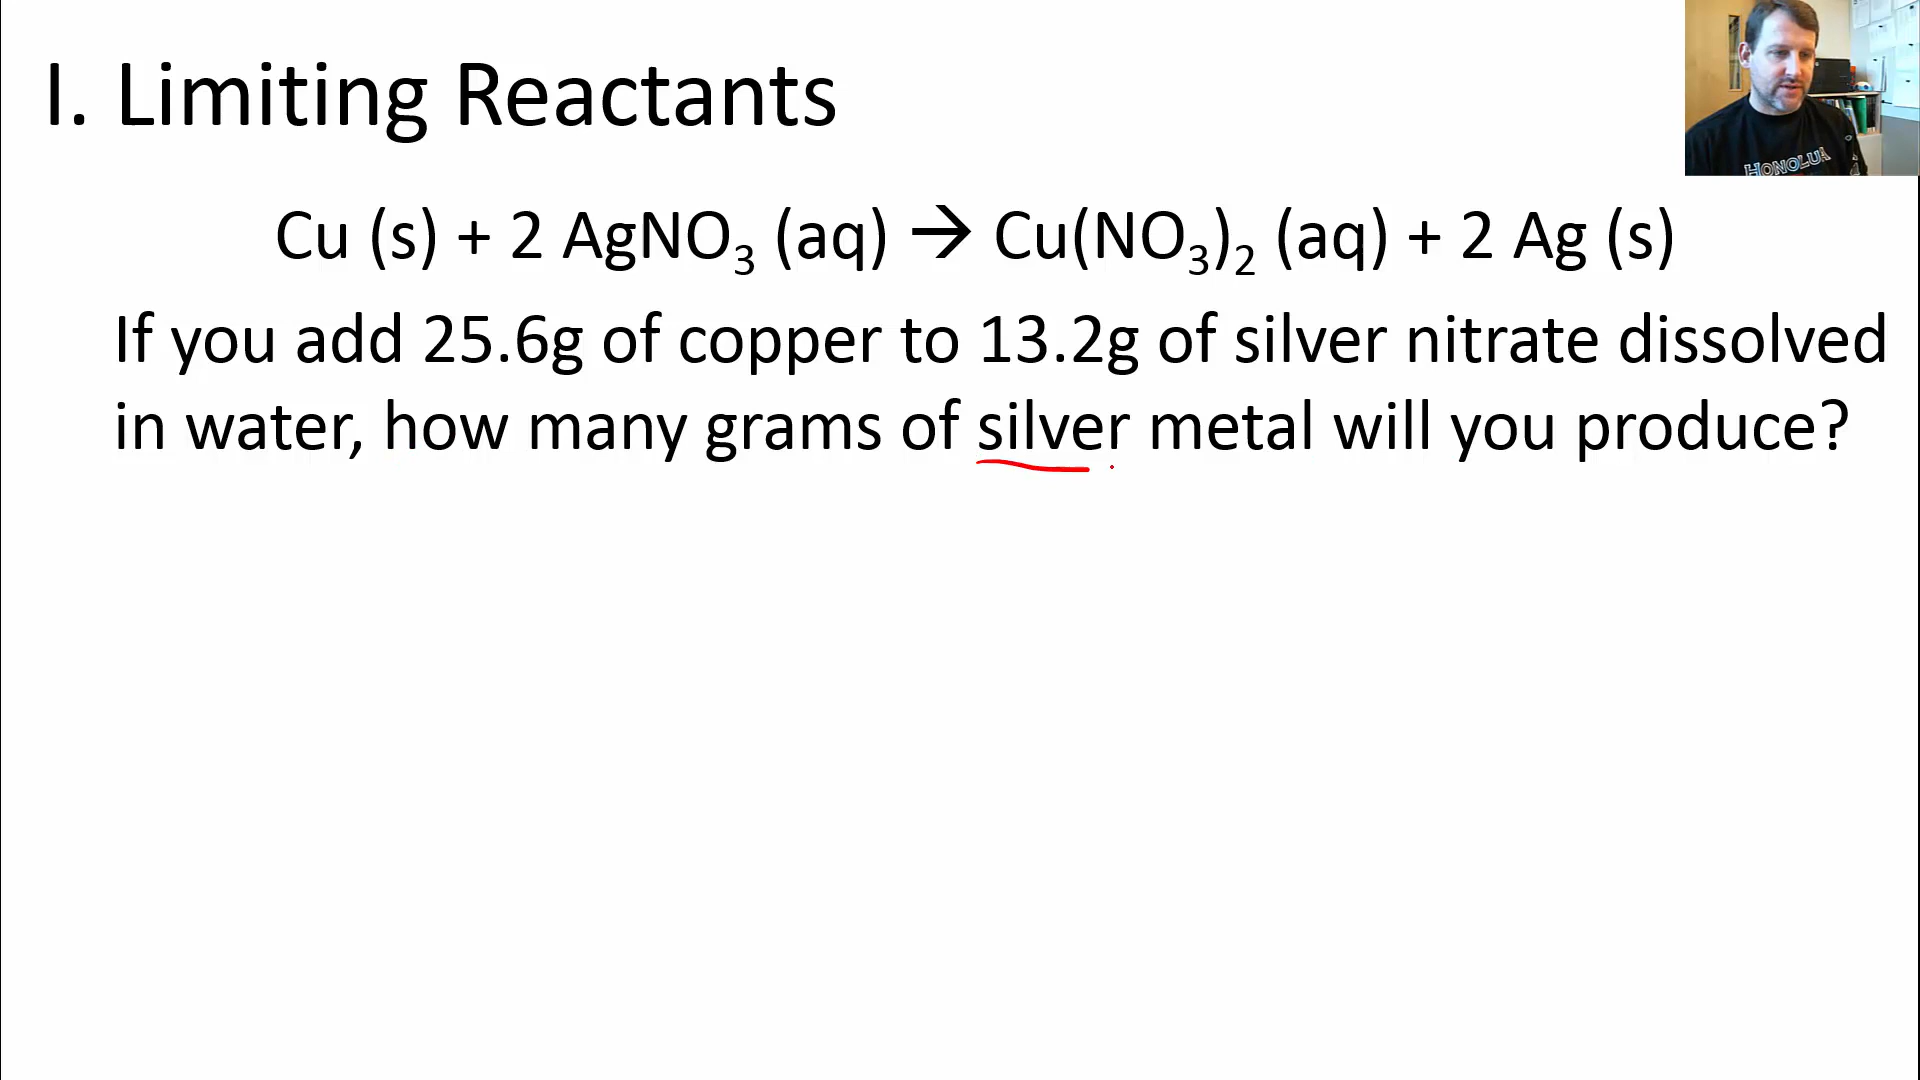 I. Limiting Reactants
HONOLUA
Cu (s) + 2 AgNO₃ (aq) → Cu(NO₃)₂ (aq) + 2 Ag (s)
If you add 25.6g of copper to 13.2g of silver nitrate dissolved
in water, how many grams of silver metal will you produce?